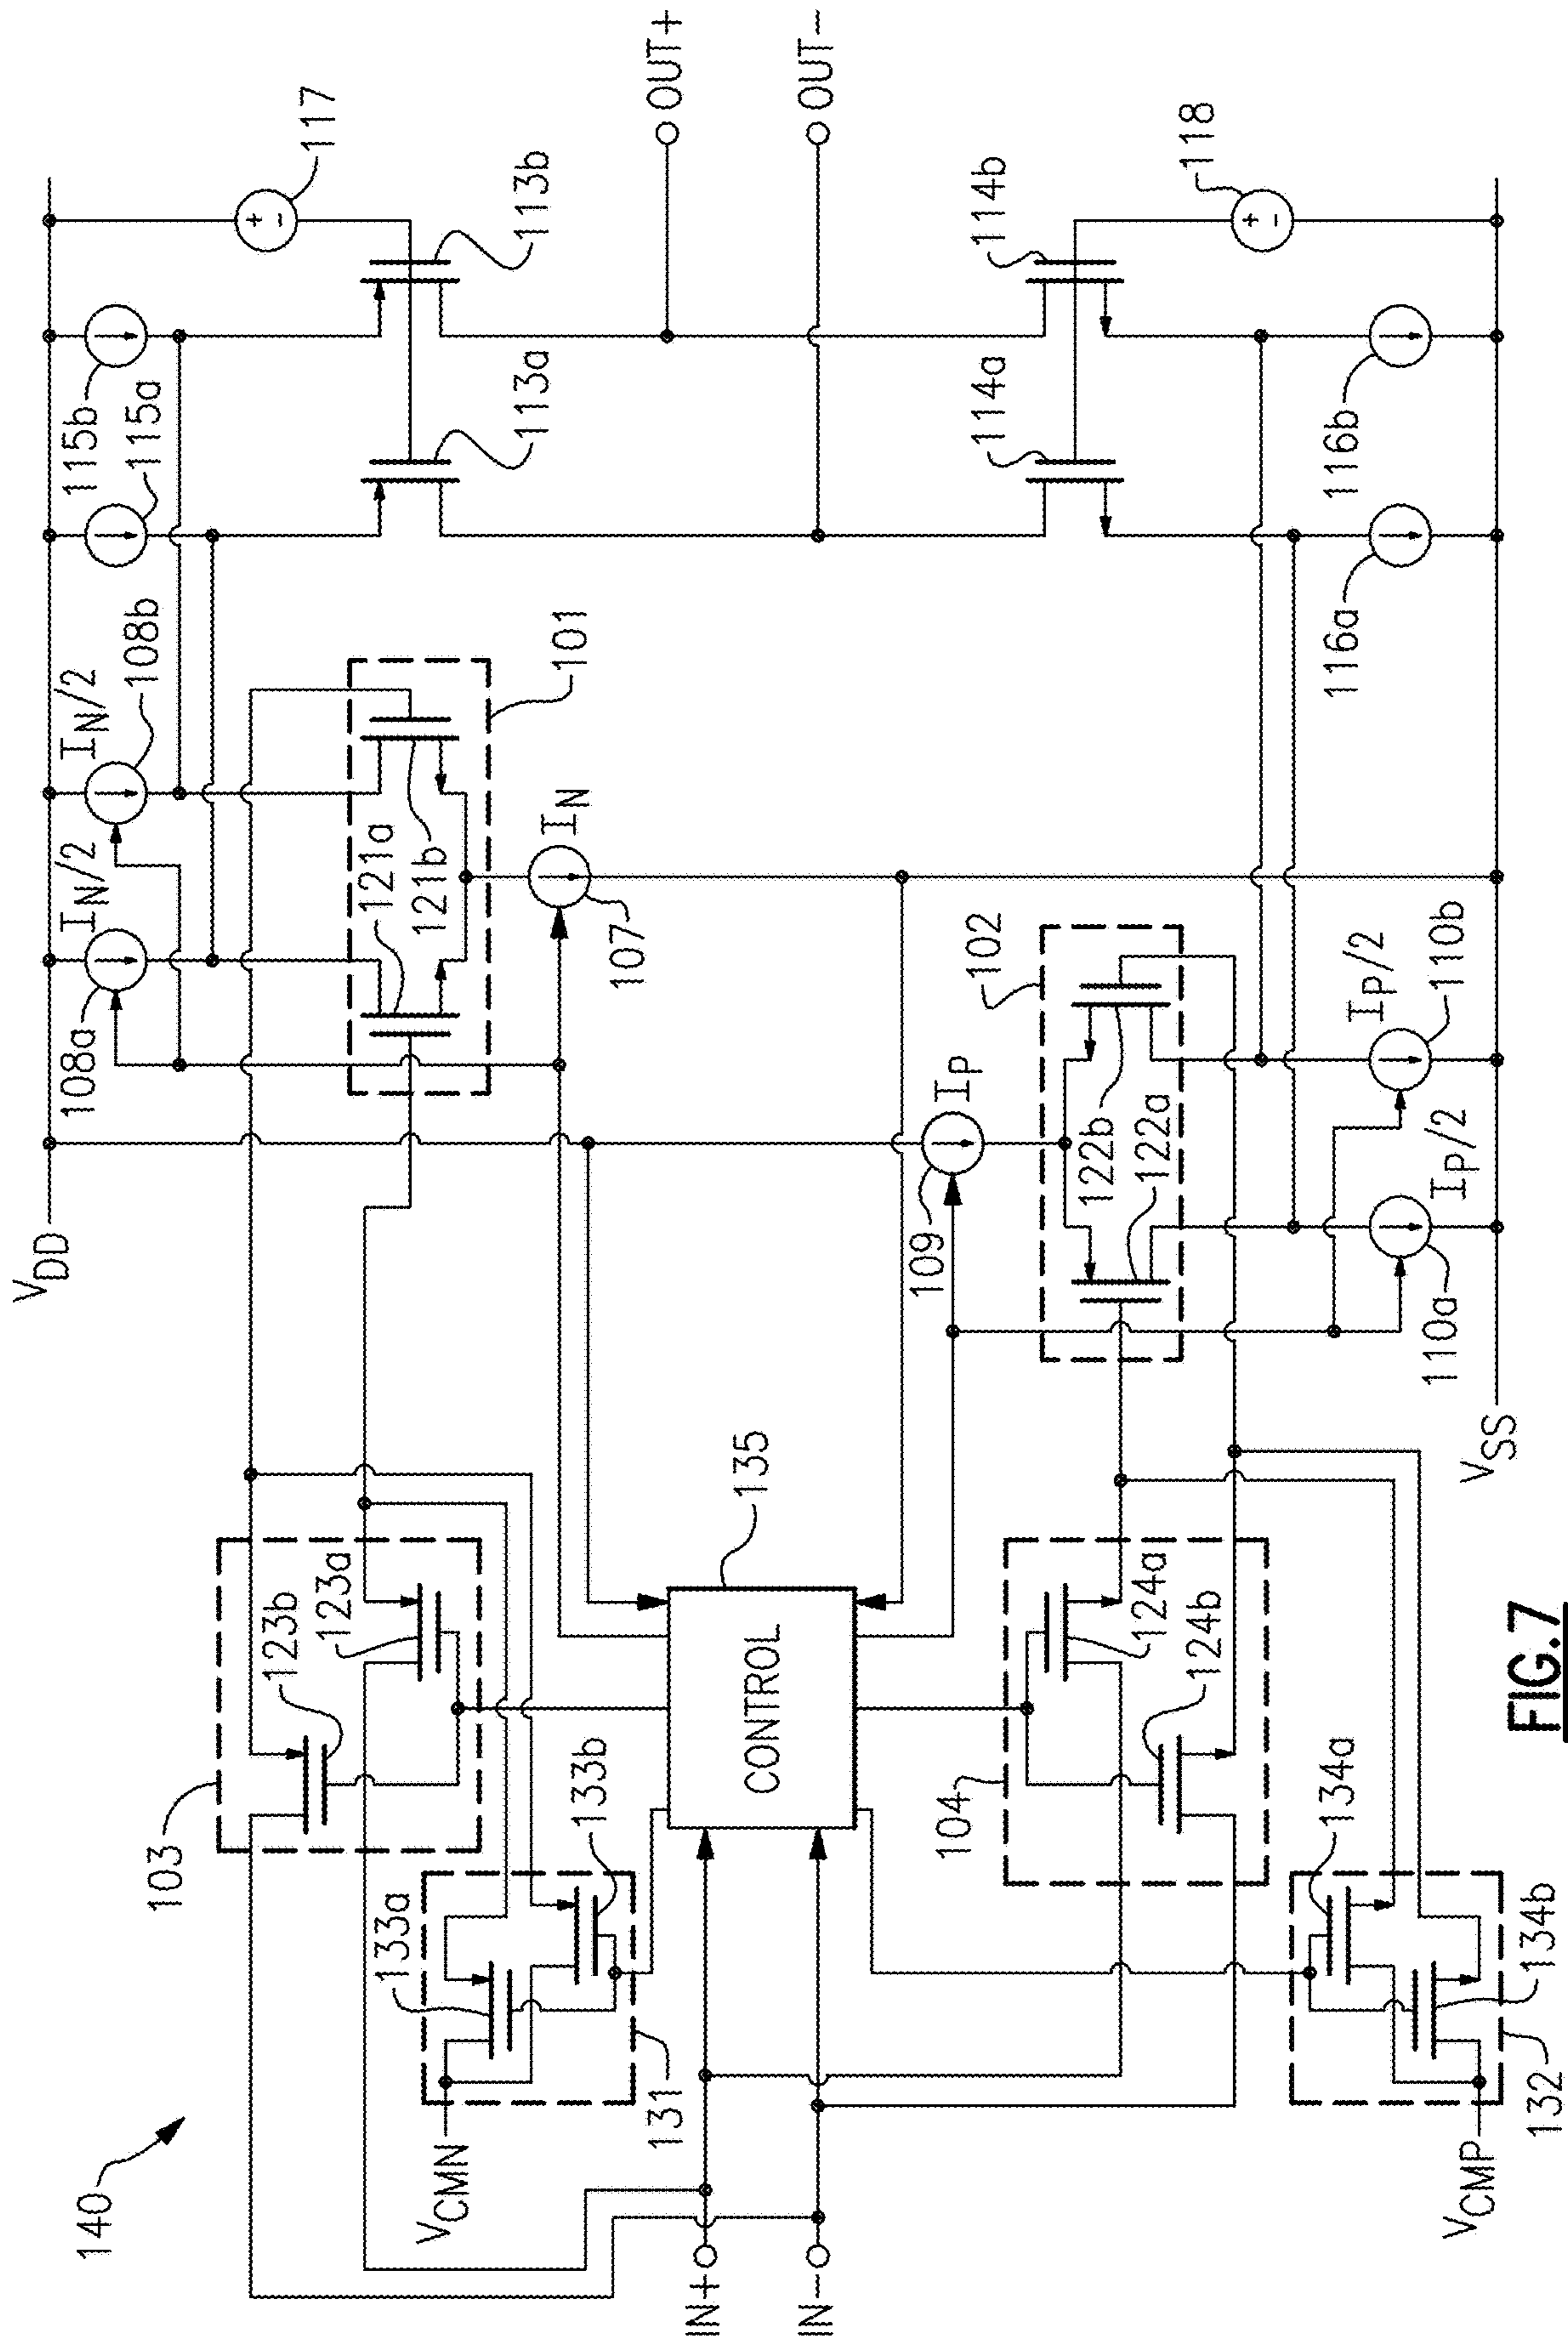 140
IN+
IN−
V_CMN
V_CMP
131
132
133a
133b
134a
134b
103
104
123b
123a
124a
124b
CONTROL
135
V_DD
V_SS
108a
I_N/2
108b
I_N/2
121a
121b
101
I_N
107
109
I_P
102
122b
122a
110a
I_P/2
110b
I_P/2
115b
115a
113a
113b
117
OUT+
OUT−
114a
114b
118
116a
116b
FIG.7